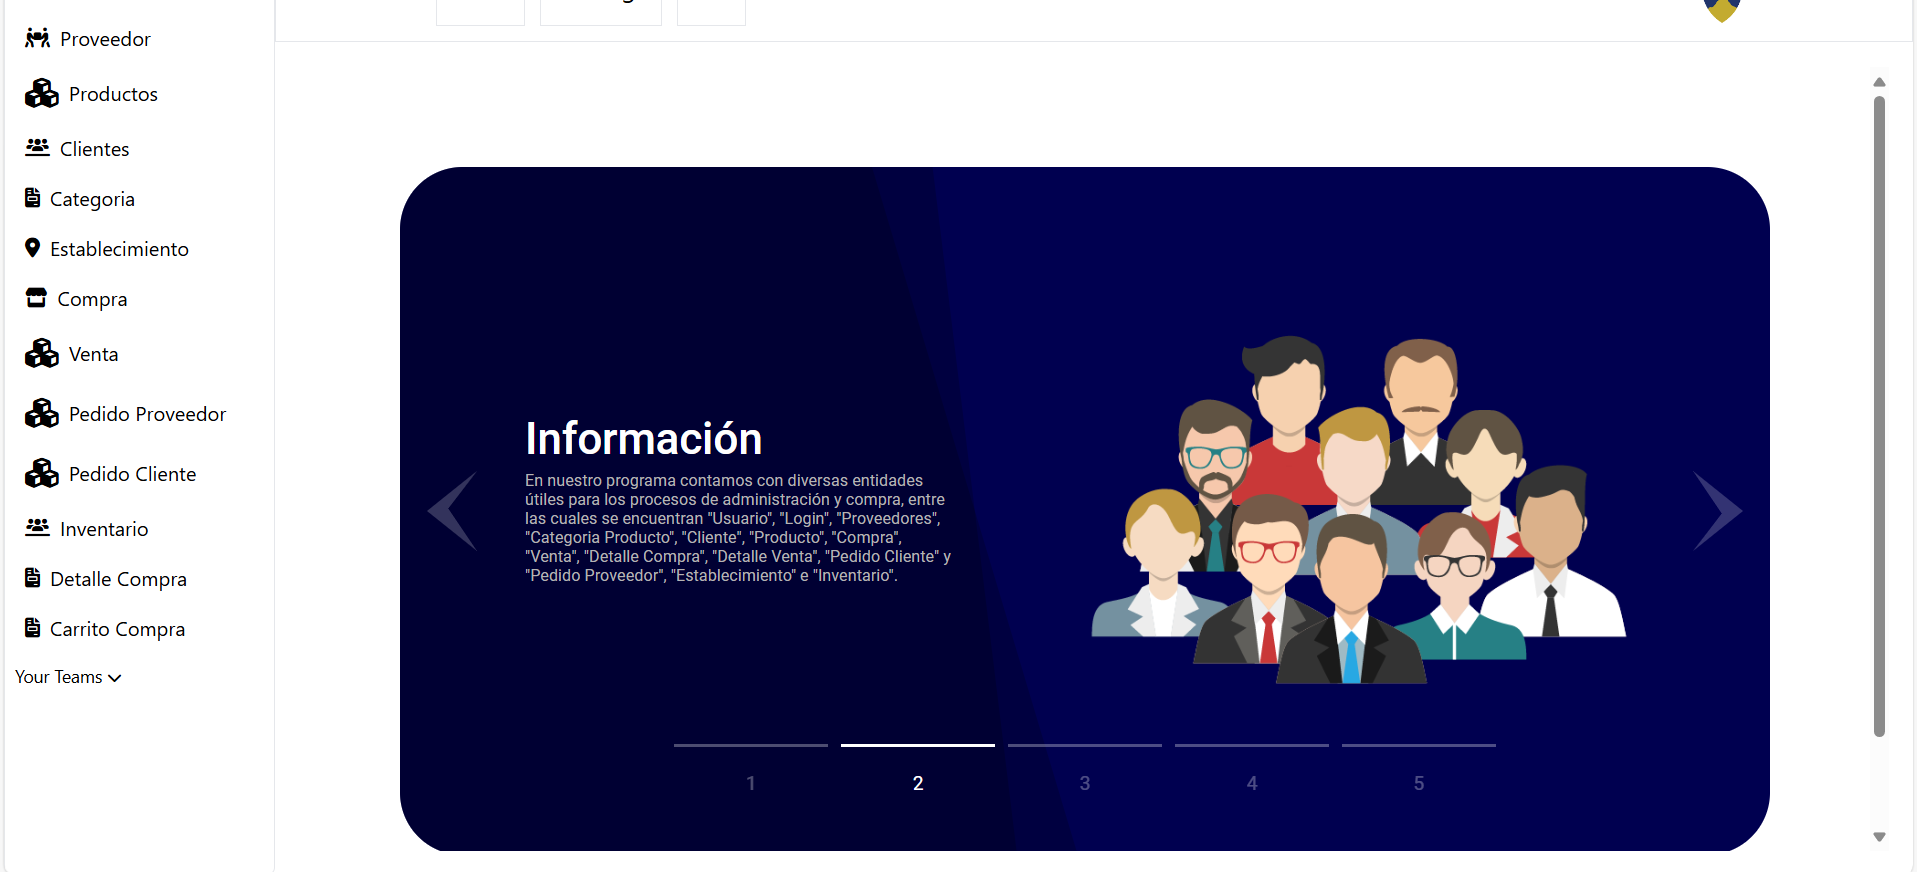 Proveedor
Productos
Clientes
Categoria
Establecimiento
Compra
Venta
Pedido Proveedor
Pedido Cliente
Inventario
Detalle Compra
Carrito Compra
Your Teams
Información
En nuestro programa contamos con diversas entidades
útiles para los procesos de administración y compra, entre
las cuales se encuentran "Usuario", "Login", "Proveedores",
"Categoria Producto", "Cliente", "Producto", "Compra",
"Venta", "Detalle Compra", "Detalle Venta", "Pedido Cliente" y
"Pedido Proveedor", "Establecimiento" e "Inventario".
1
2
3
4
5